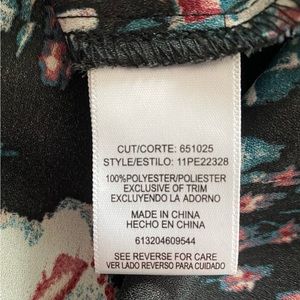 CUT/CORTE: 651025
STYLE/ESTILO: 11PE22328
100%POLYESTER/POLIESTER
EXCLUSIVE OF TRIM
EXCLUYENDO LA ADORNO
MADE IN CHINA
HECHO EN CHINA
613204609544
SEE REVERSE FOR CARE
VER LADO REVERSO PARA CUIDADO